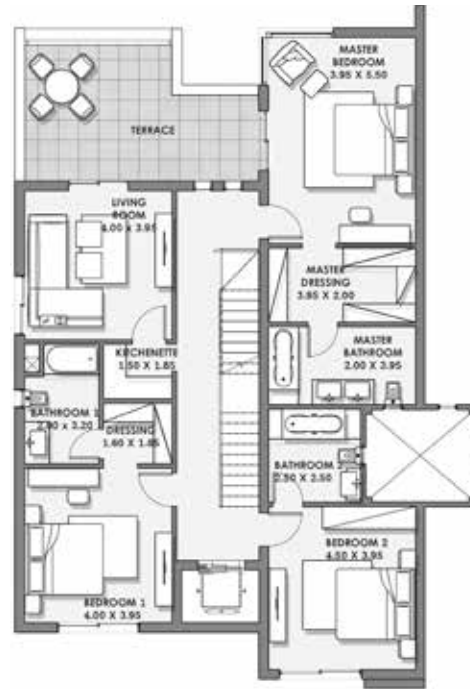 MASTER
BEDROOM
3.95 X 5.50
TERRACE
LIVING
ROOM
4.00 X 3.95
MASTER
DRESSING
3.85 X 2.00
KITCHENETTE
1.50 X 1.85
MASTER
BATHROOM
2.00 X 3.95
BATHROOM 1
DRESSING
1.60 X 1.85
BATHROOM 2
2.50 X 2.50
BEDROOM 2
4.50 X 3.95
BEDROOM 1
4.00 X 3.95